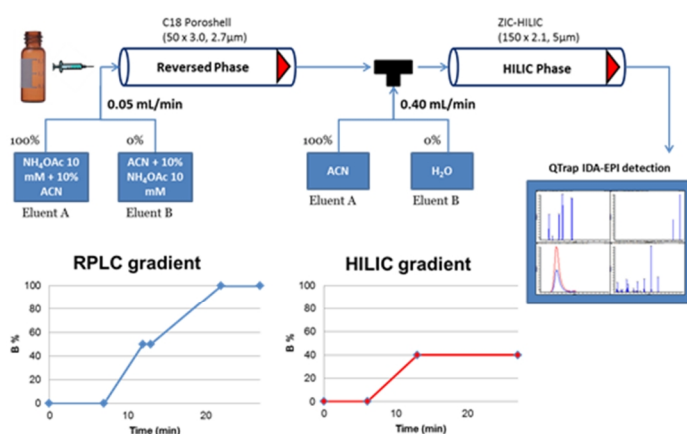 C18 Poroshell
(50 x 3.0, 2.7µm)
ZIC-HILIC
(150 x 2.1, 5µm)
Reversed Phase
HILIC Phase
0.05 mL/min
0.40 mL/min
100%
0%
100%
0%
NH₄OAc 10
mM + 10%
ACN
ACN + 10%
NH₄OAc 10
mM
ACN
H₂O
Eluent A
Eluent B
Eluent A
Eluent B
QTrap IDA-EPI detection
RPLC gradient
100
80
60
40
20
0
B %
0
10
20
Time (min)
HILIC gradient
100
80
60
40
20
0
B %
0
10
20
Time (min)